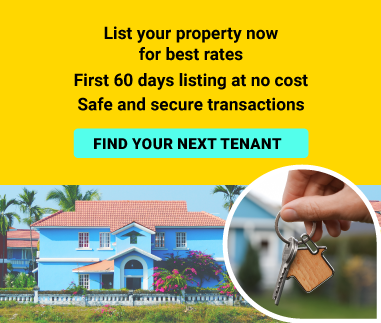 List your property now
for best rates
First 60 days listing at no cost
Safe and secure transactions
FIND YOUR NEXT TENANT